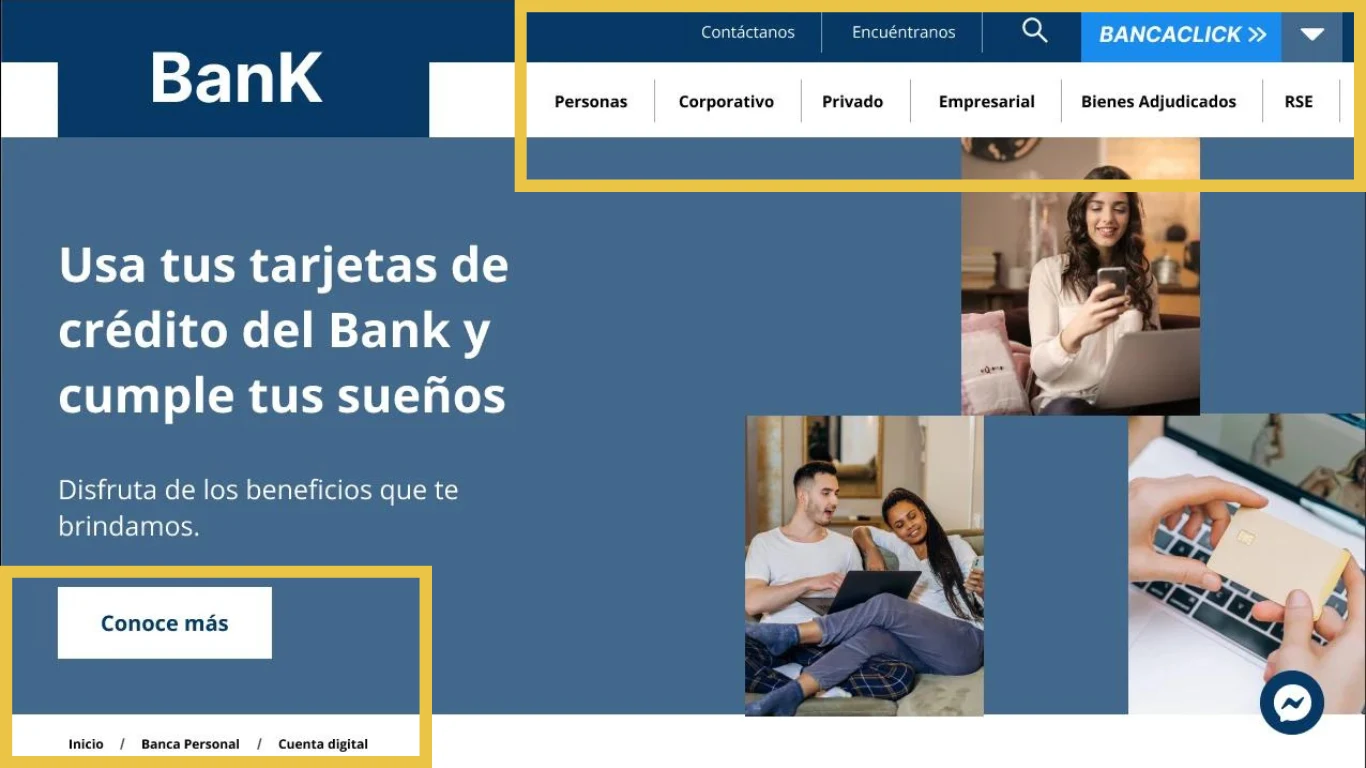 Contáctanos
Encuéntranos
BANCACLICK
BanK
Personas
Corporativo
Privado
Empresarial
Bienes Adjudicados
RSE
Usa tus tarjetas de
crédito del Bank y
cumple tus sueños
Disfruta de los beneficios que te
brindamos.
Conoce más
Inicio / Banca Personal / Cuenta digital